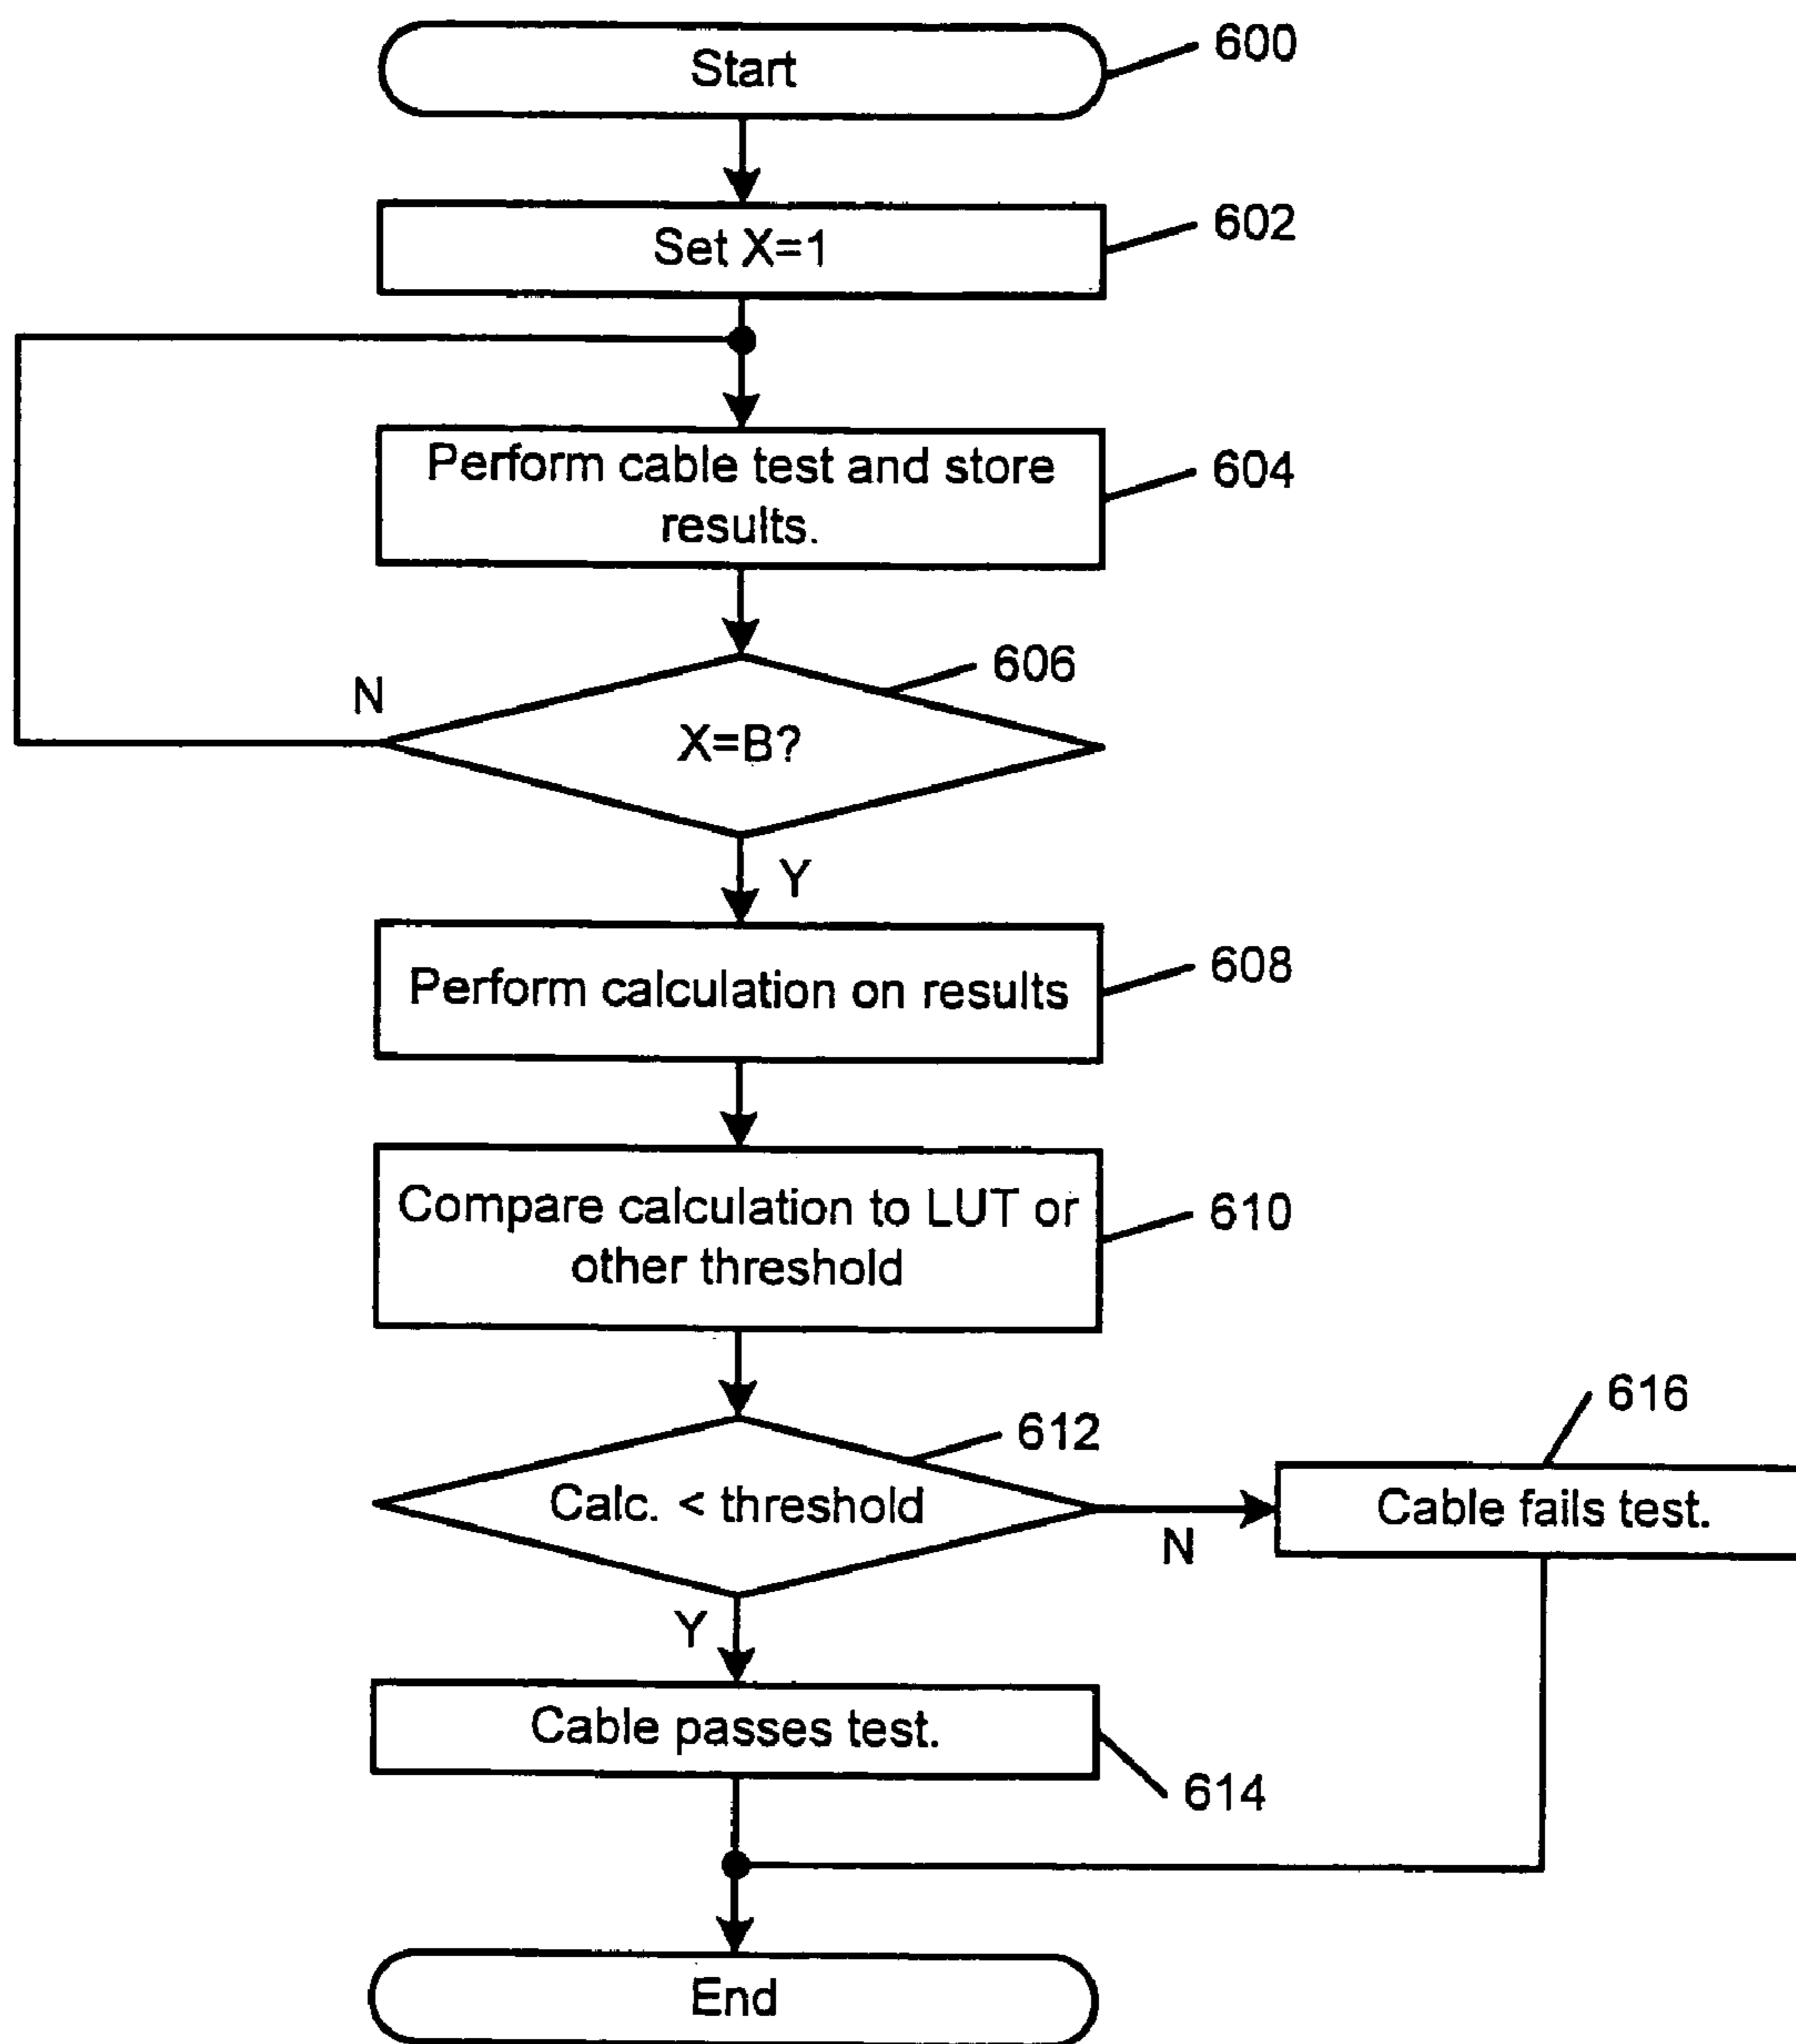 Start
600
Set X=1
602
Perform cable test and store
results.
604
606
N
X=B?
Y
Perform calculation on results
608
Compare calculation to LUT or
other threshold
610
612
616
Calc. < threshold
N
Cable fails test.
Y
Cable passes test.
614
End